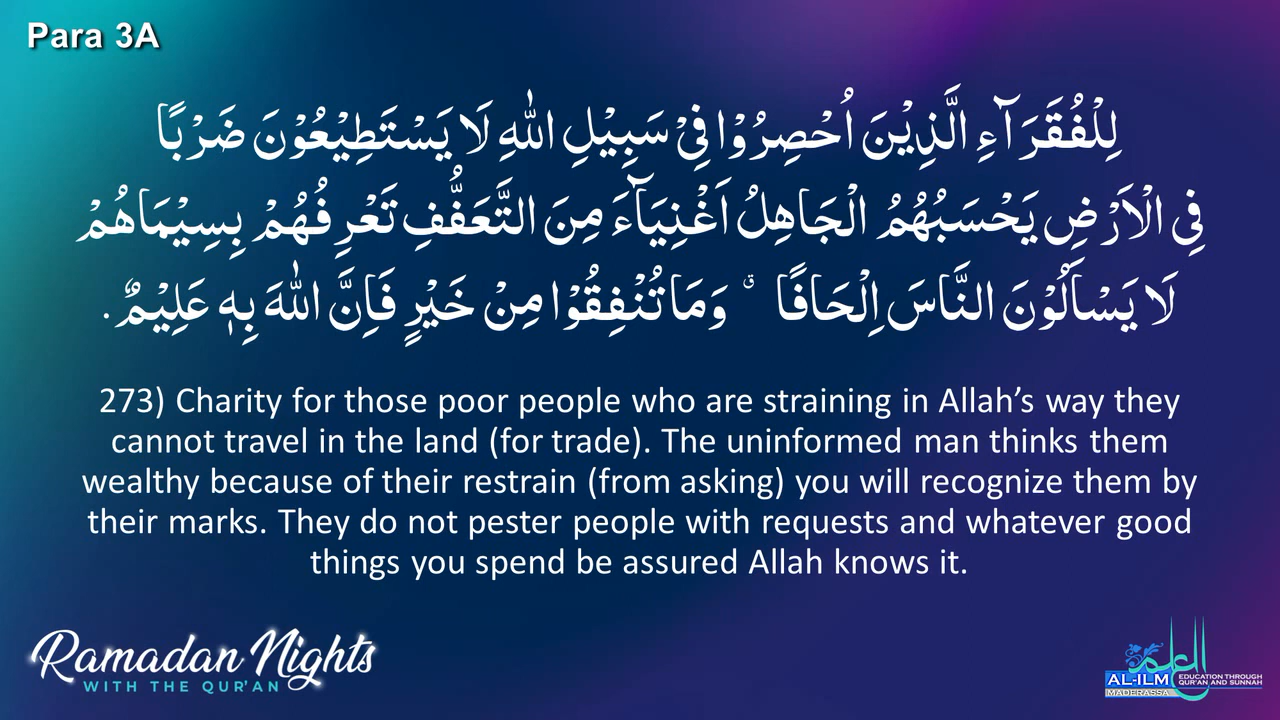 Para 3A
لِلْفُقَرَآءِ الَّذِيْنَ اُحْصِرُوْا فِيْ سَبِيْلِ اللّٰهِ لَا يَسْتَطِيْعُوْنَ ضَرْبًا
فِي الْاَرْضِ يَحْسَبُهُمُ الْجَاهِلُ اَغْنِيَآءَ مِنَ التَّعَفُّفِ تَعْرِفُهُمْ بِسِيْمَاهُمْ
لَا يَسْاَلُوْنَ النَّاسَ اِلْحَافًا ۗ وَمَا تُنْفِقُوْا مِنْ خَيْرٍ فَاِنَّ اللّٰهَ بِهٖ عَلِيْمٌ.
273) Charity for those poor people who are straining in Allah’s way they
cannot travel in the land (for trade). The uninformed man thinks them
wealthy because of their restrain (from asking) you will recognize them by
their marks. They do not pester people with requests and whatever good
things you spend be assured Allah knows it.
Ramadan Nights
WITH THE QUR'AN
العلم
AL-ILM
MADERASSA
EDUCATION THROUGH
QUR'AN AND SUNNAH